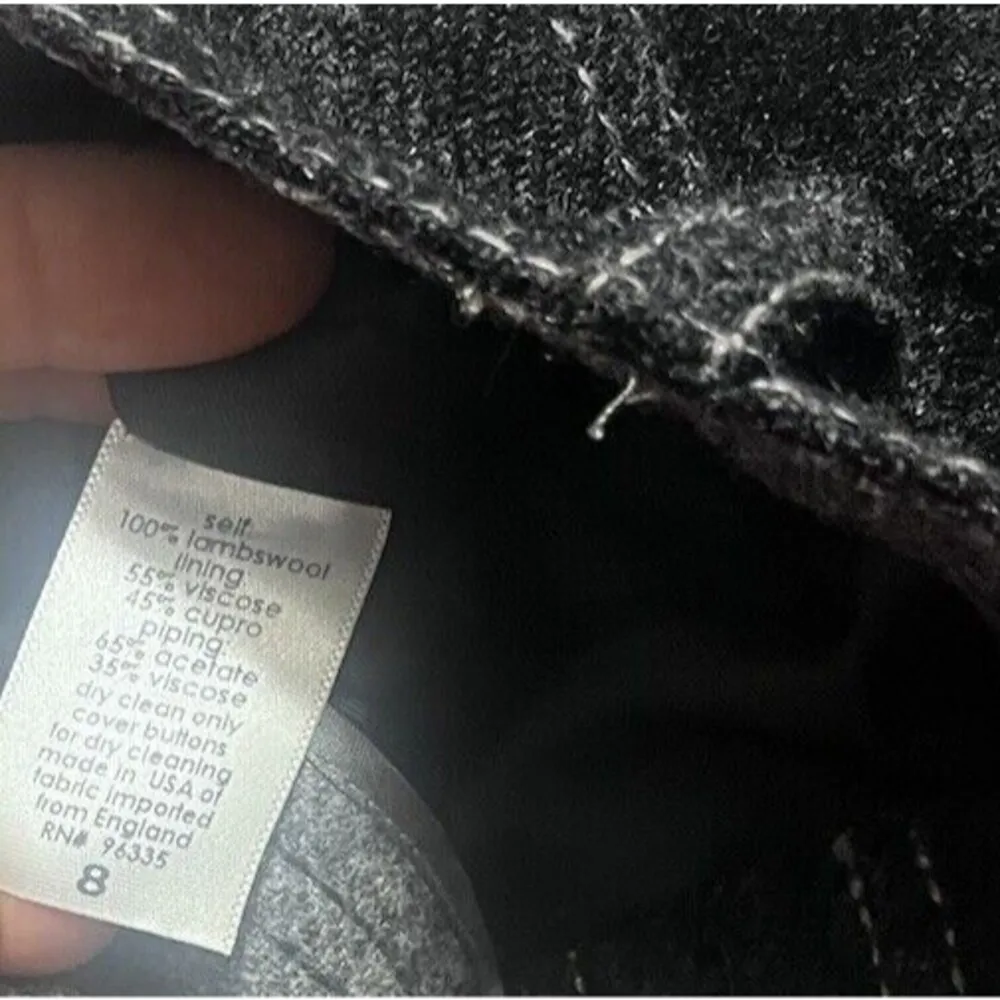 self:
100% lambswool
lining:
55% viscose
45% cupro
piping:
65% acetate
35% viscose
dry clean only
cover buttons
for dry cleaning
made in USA of
fabric imported
from England
RN# 96335
8